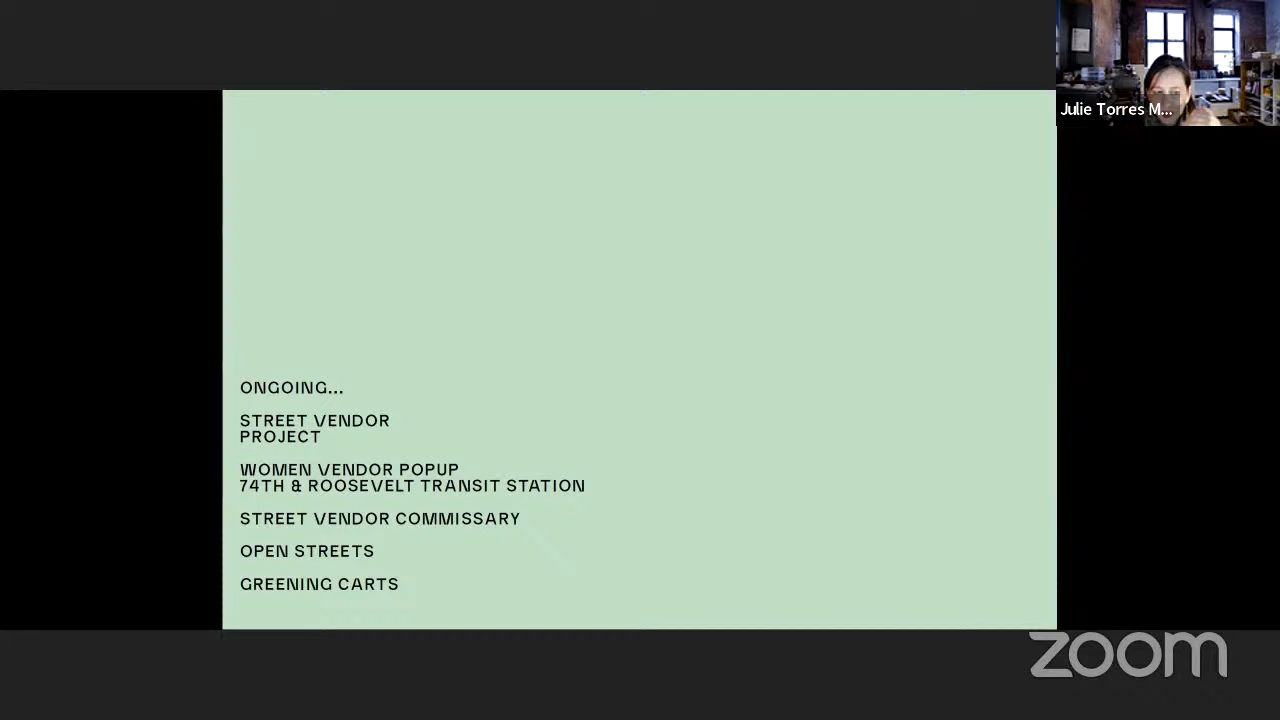 Julie Torres M...
ONGOING...
STREET VENDOR
PROJECT
WOMEN VENDOR POPUP
74TH & ROOSEVELT TRANSIT STATION
STREET VENDOR COMMISSARY
OPEN STREETS
GREENING CARTS
zoom